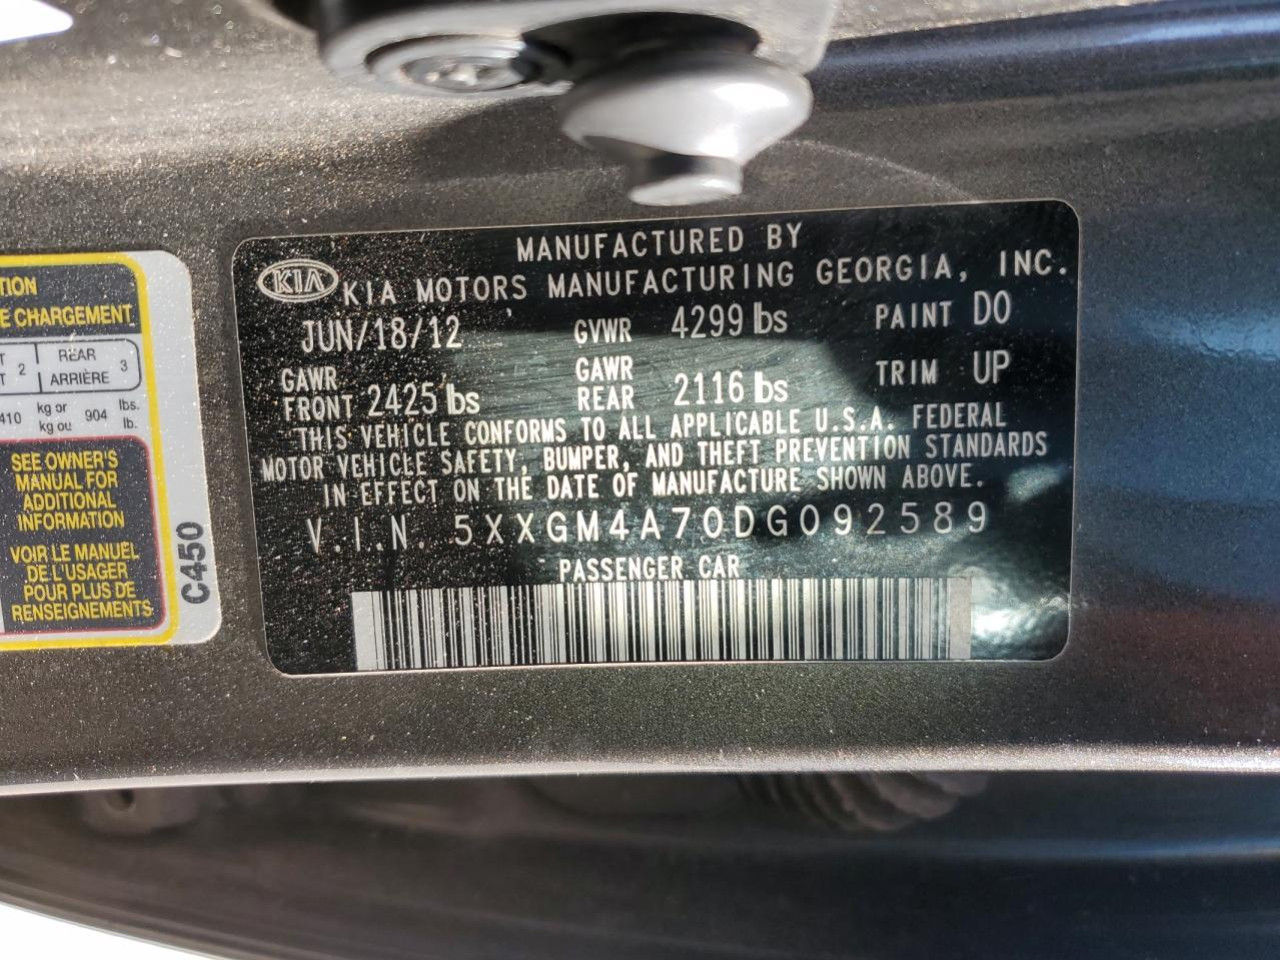 TION
E CHARGEMENT
T 2 REAR 3
T ARRIÈRE
410 kg or 904 lbs.
kg ou lb.
SEE OWNER'S
MANUAL FOR
ADDITIONAL
INFORMATION
VOIR LE MANUEL
DE L'USAGER
POUR PLUS DE
RENSEIGNEMENTS
C450
MANUFACTURED BY
KIA KIA MOTORS MANUFACTURING GEORGIA, INC.
JUN/18/12 GVWR 4299 lbs PAINT D0
GAWR FRONT 2425 lbs GAWR REAR 2116 lbs TRIM UP
THIS VEHICLE CONFORMS TO ALL APPLICABLE U.S.A. FEDERAL
MOTOR VEHICLE SAFETY, BUMPER, AND THEFT PREVENTION STANDARDS
IN EFFECT ON THE DATE OF MANUFACTURE SHOWN ABOVE.
V.I.N. 5XXGM4A70DG092589
PASSENGER CAR